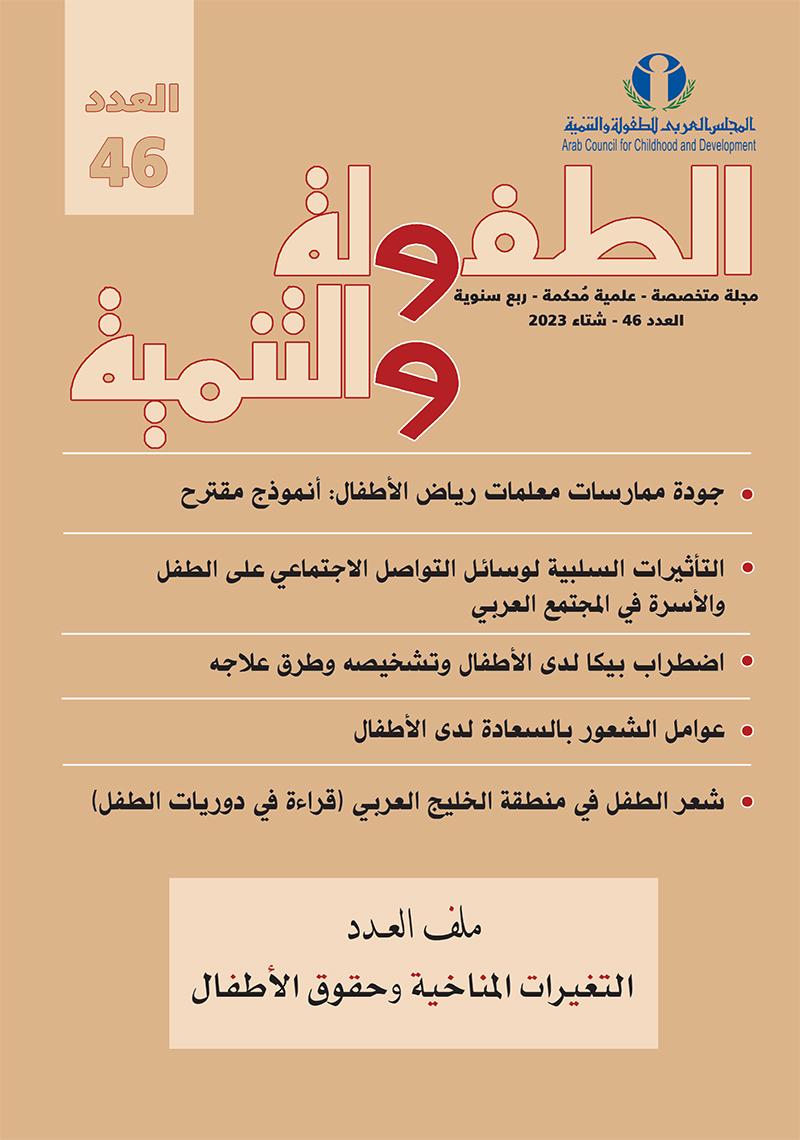 العدد
46
المجلس العربى للطفولة والتنمية
Arab Council for Childhood and Development
الطفولة
والتنمية
مجلة متخصصة - علمية مُحكمة - ربع سنوية
العدد 46 - شتاء 2023
• جودة ممارسات معلمات رياض الأطفال: أنموذج مقترح
• التأثيرات السلبية لوسائل التواصل الاجتماعي على الطفل
والأسرة في المجتمع العربي
• اضطراب بيكا لدى الأطفال وتشخيصه وطرق علاجه
• عوامل الشعور بالسعادة لدى الأطفال
• شعر الطفل في منطقة الخليج العربي (قراءة في دوريات الطفل)
ملف العدد
التغيرات المناخية وحقوق الأطفال